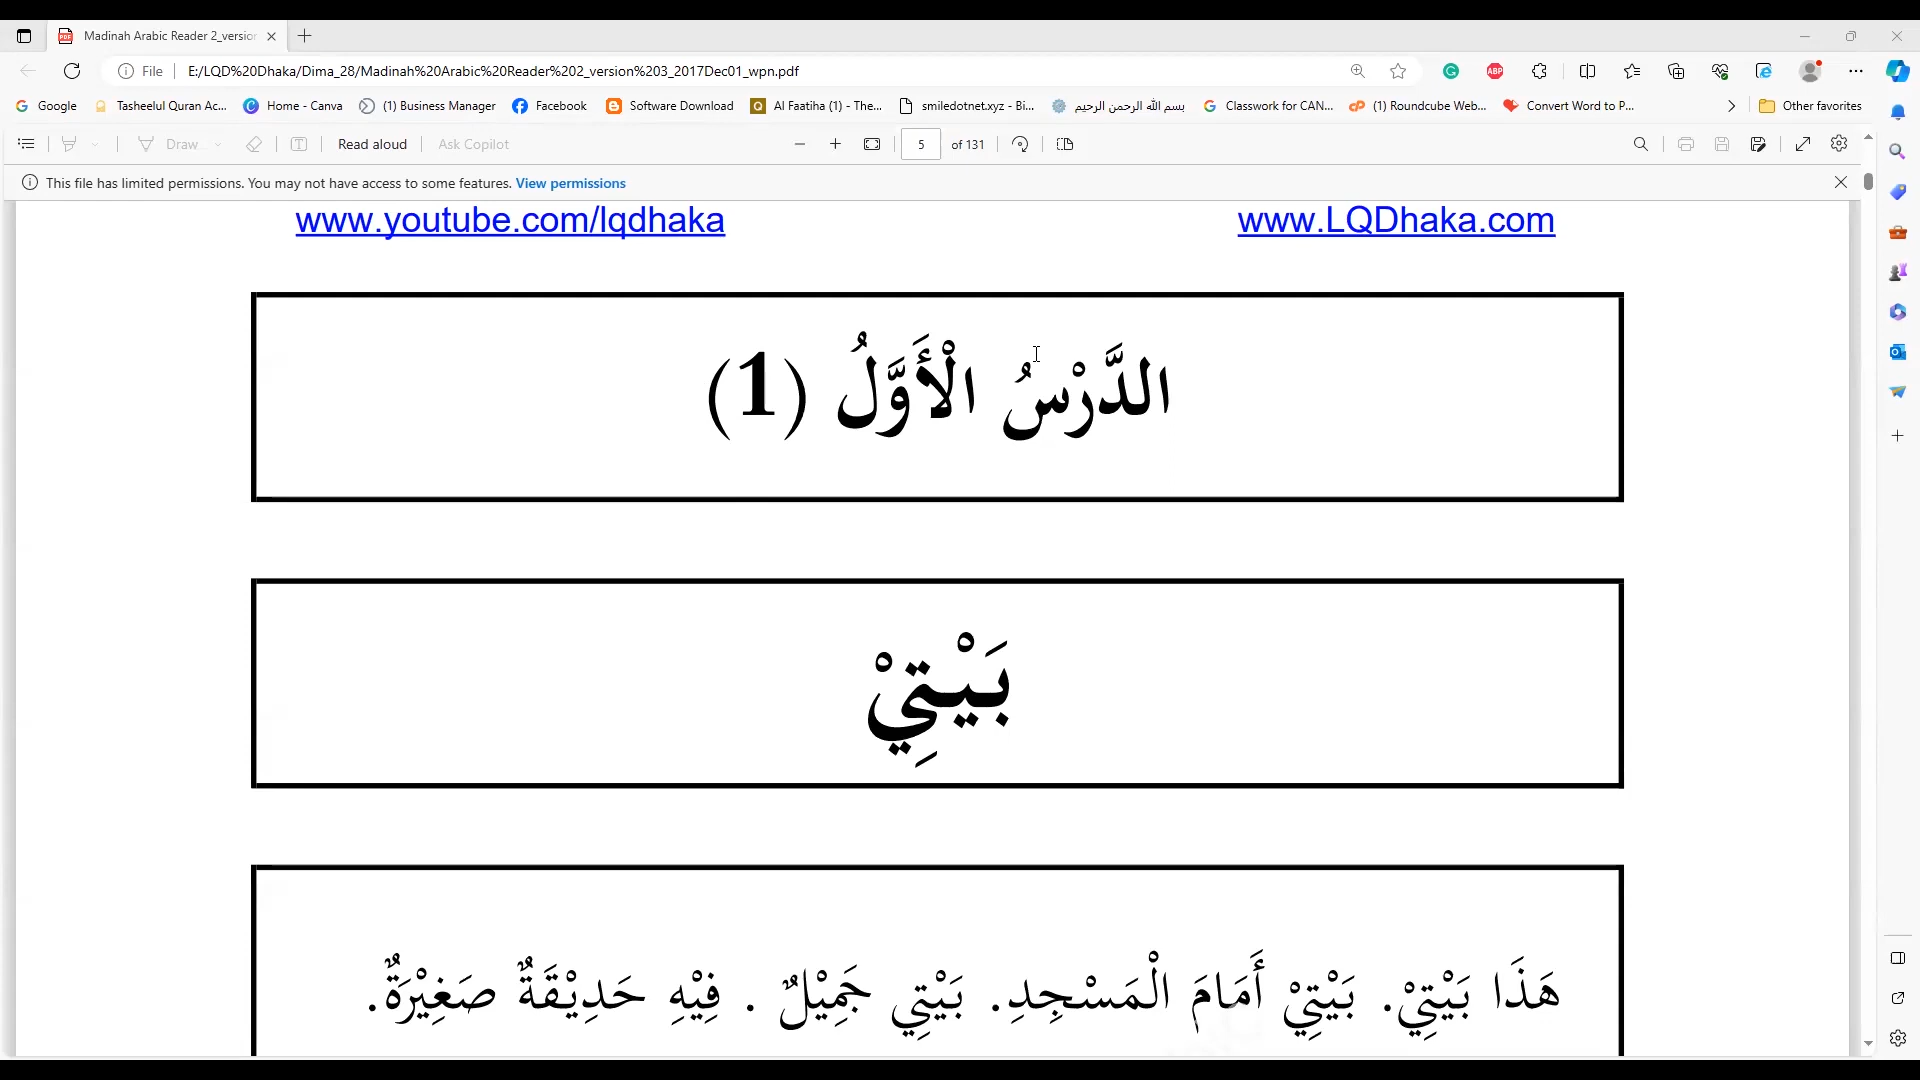 Madinah Arabic Reader 2_versio
File
E:/LQD%20Dhaka/Dima_28/Madinah%20Arabic%20Reader%202_version%203_2017Dec01_wpn.pdf
Google
Tasheelul Quran Ac...
Home - Canva
(1) Business Manager
Facebook
Software Download
Al Faatiha (1) - The...
smiledotnet.xyz - Bi...
بسم الله الرحمن الرحيم
Classwork for CAN...
(1) Roundcube Web...
Convert Word to P...
Other favorites
Draw
Read aloud
Ask Copilot
5
of 131
This file has limited permissions. You may not have access to some features. View permissions
www.youtube.com/lqdhaka
www.LQDhaka.com
الدَّرْسُ الْأَوَّلُ (1)
بَيْتِيْ
هَذَا بَيْتِيْ. بَيْتِيْ أَمَامَ الْمَسْجِدِ. بَيْتِي جَمِيْلٌ . فِيْهِ حَدِيْقَةٌ صَغِيْرَةٌ.